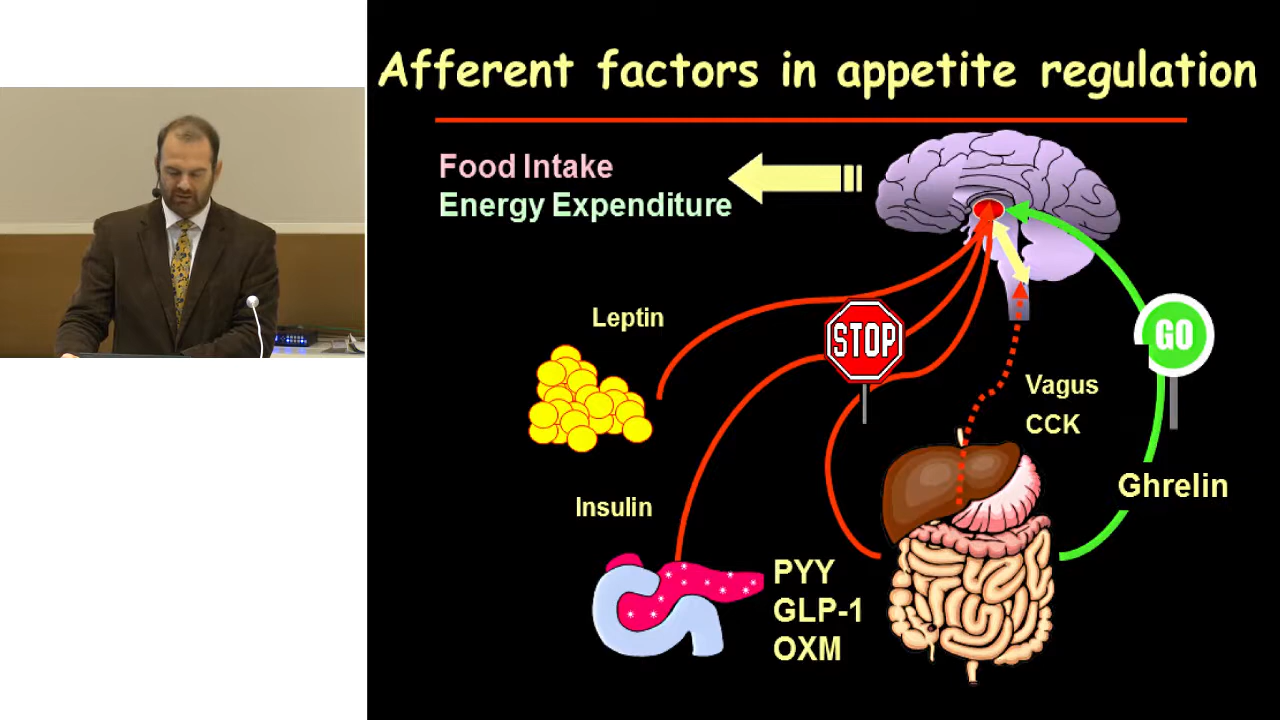 Afferent factors in appetite regulation
Food Intake
Energy Expenditure
Leptin
STOP
GO
Vagus
CCK
Ghrelin
Insulin
PYY
GLP-1
OXM